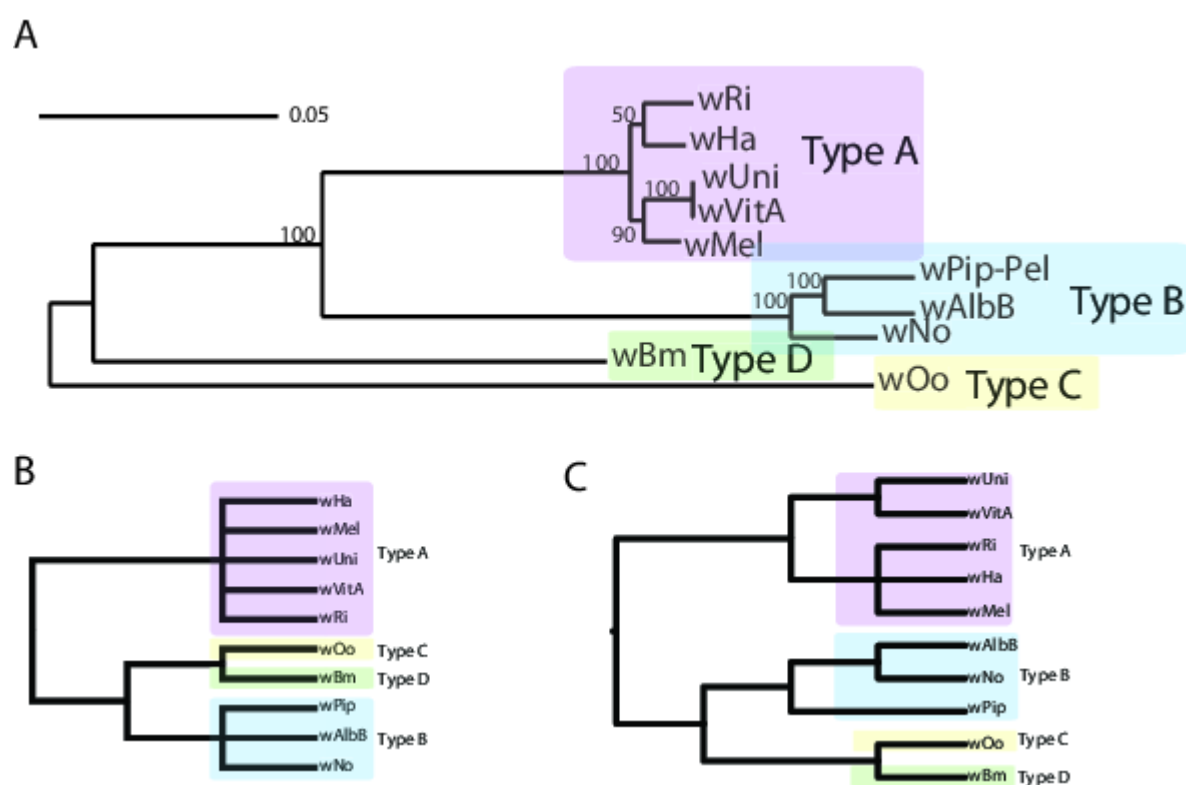 A
0.05
50
wRi
wHa
100
Type A
100
wUni
wVitA
90
wMel
100
wPip-Pel
100
wAlbB
Type B
100
wNo
wBm Type D
wOo Type C
B
wHa
wMel
wUni
Type A
wVitA
wRi
wOo Type C
wBm Type D
wPip
wAlbB Type B
wNo
C
wUni
wVitA
wRi
Type A
wHa
wMel
wAlbB
wNo Type B
wPip
wOo Type C
wBm Type D